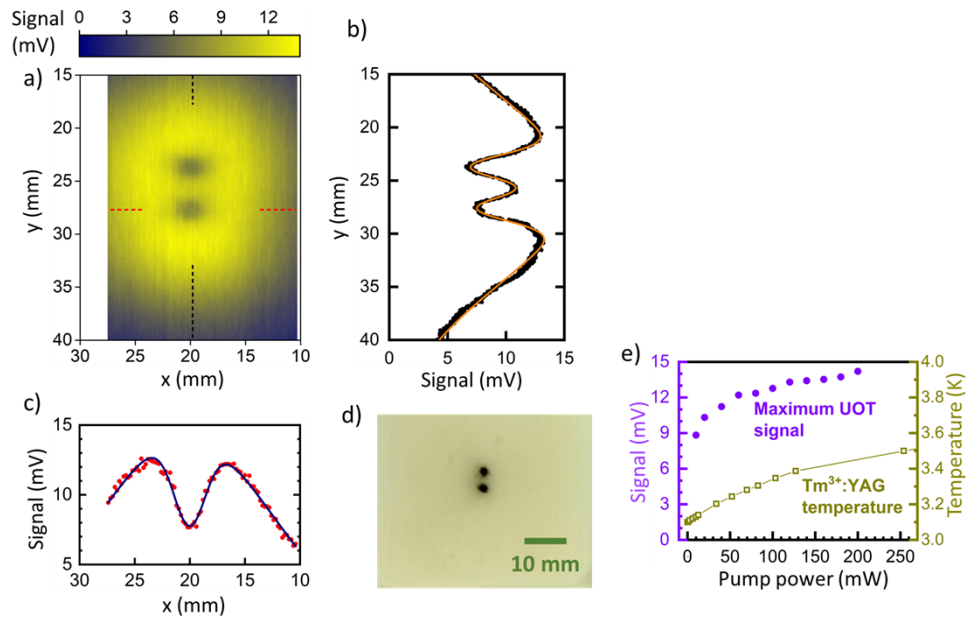 Signal 0 3 6 9 12
(mV)
a)
15
20
25
30
35
40
y (mm)
30 25 20 15 10
x (mm)
b)
15
20
25
30
35
40
y (mm)
0 5 10 15
Signal (mV)
c)
15
10
5
Signal (mV)
30 25 20 15 10
x (mm)
d)
10 mm
e)
15
12
9
6
3
0
Signal (mV)
Maximum UOT
signal
Tm³⁺:YAG
temperature
4.0
3.8
3.6
3.4
3.2
3.0
Temperature (K)
0 50 100 150 200 250
Pump power (mW)